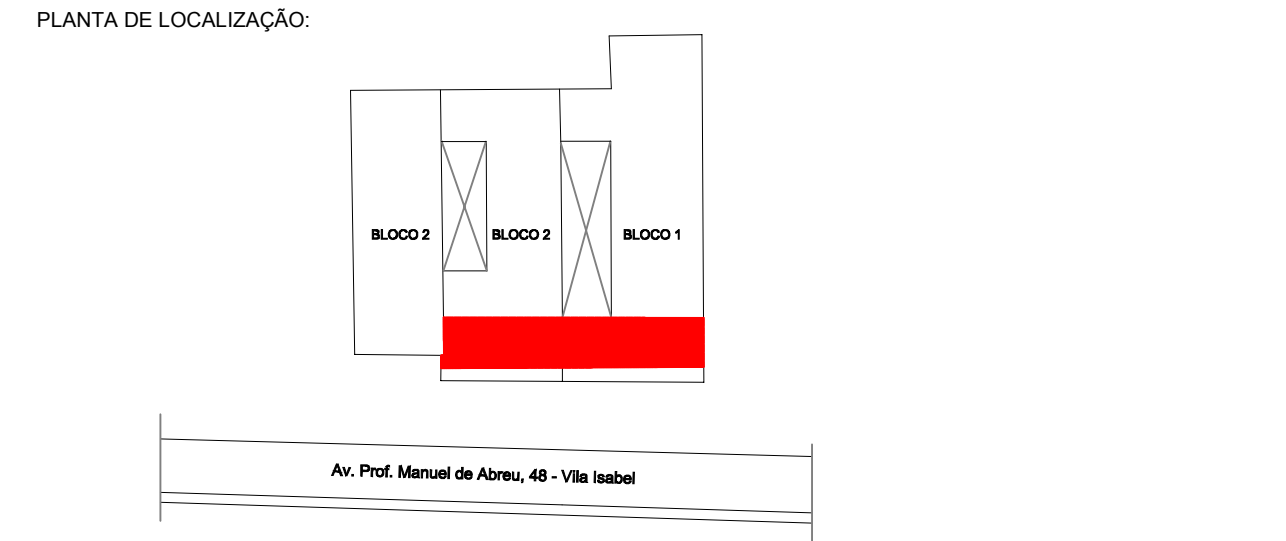 PLANTA DE LOCALIZAÇÃO:
BLOCO 2 BLOCO 2 BLOCO 1
Av. Prof. Manuel de Abreu, 48 - Vila Isabel